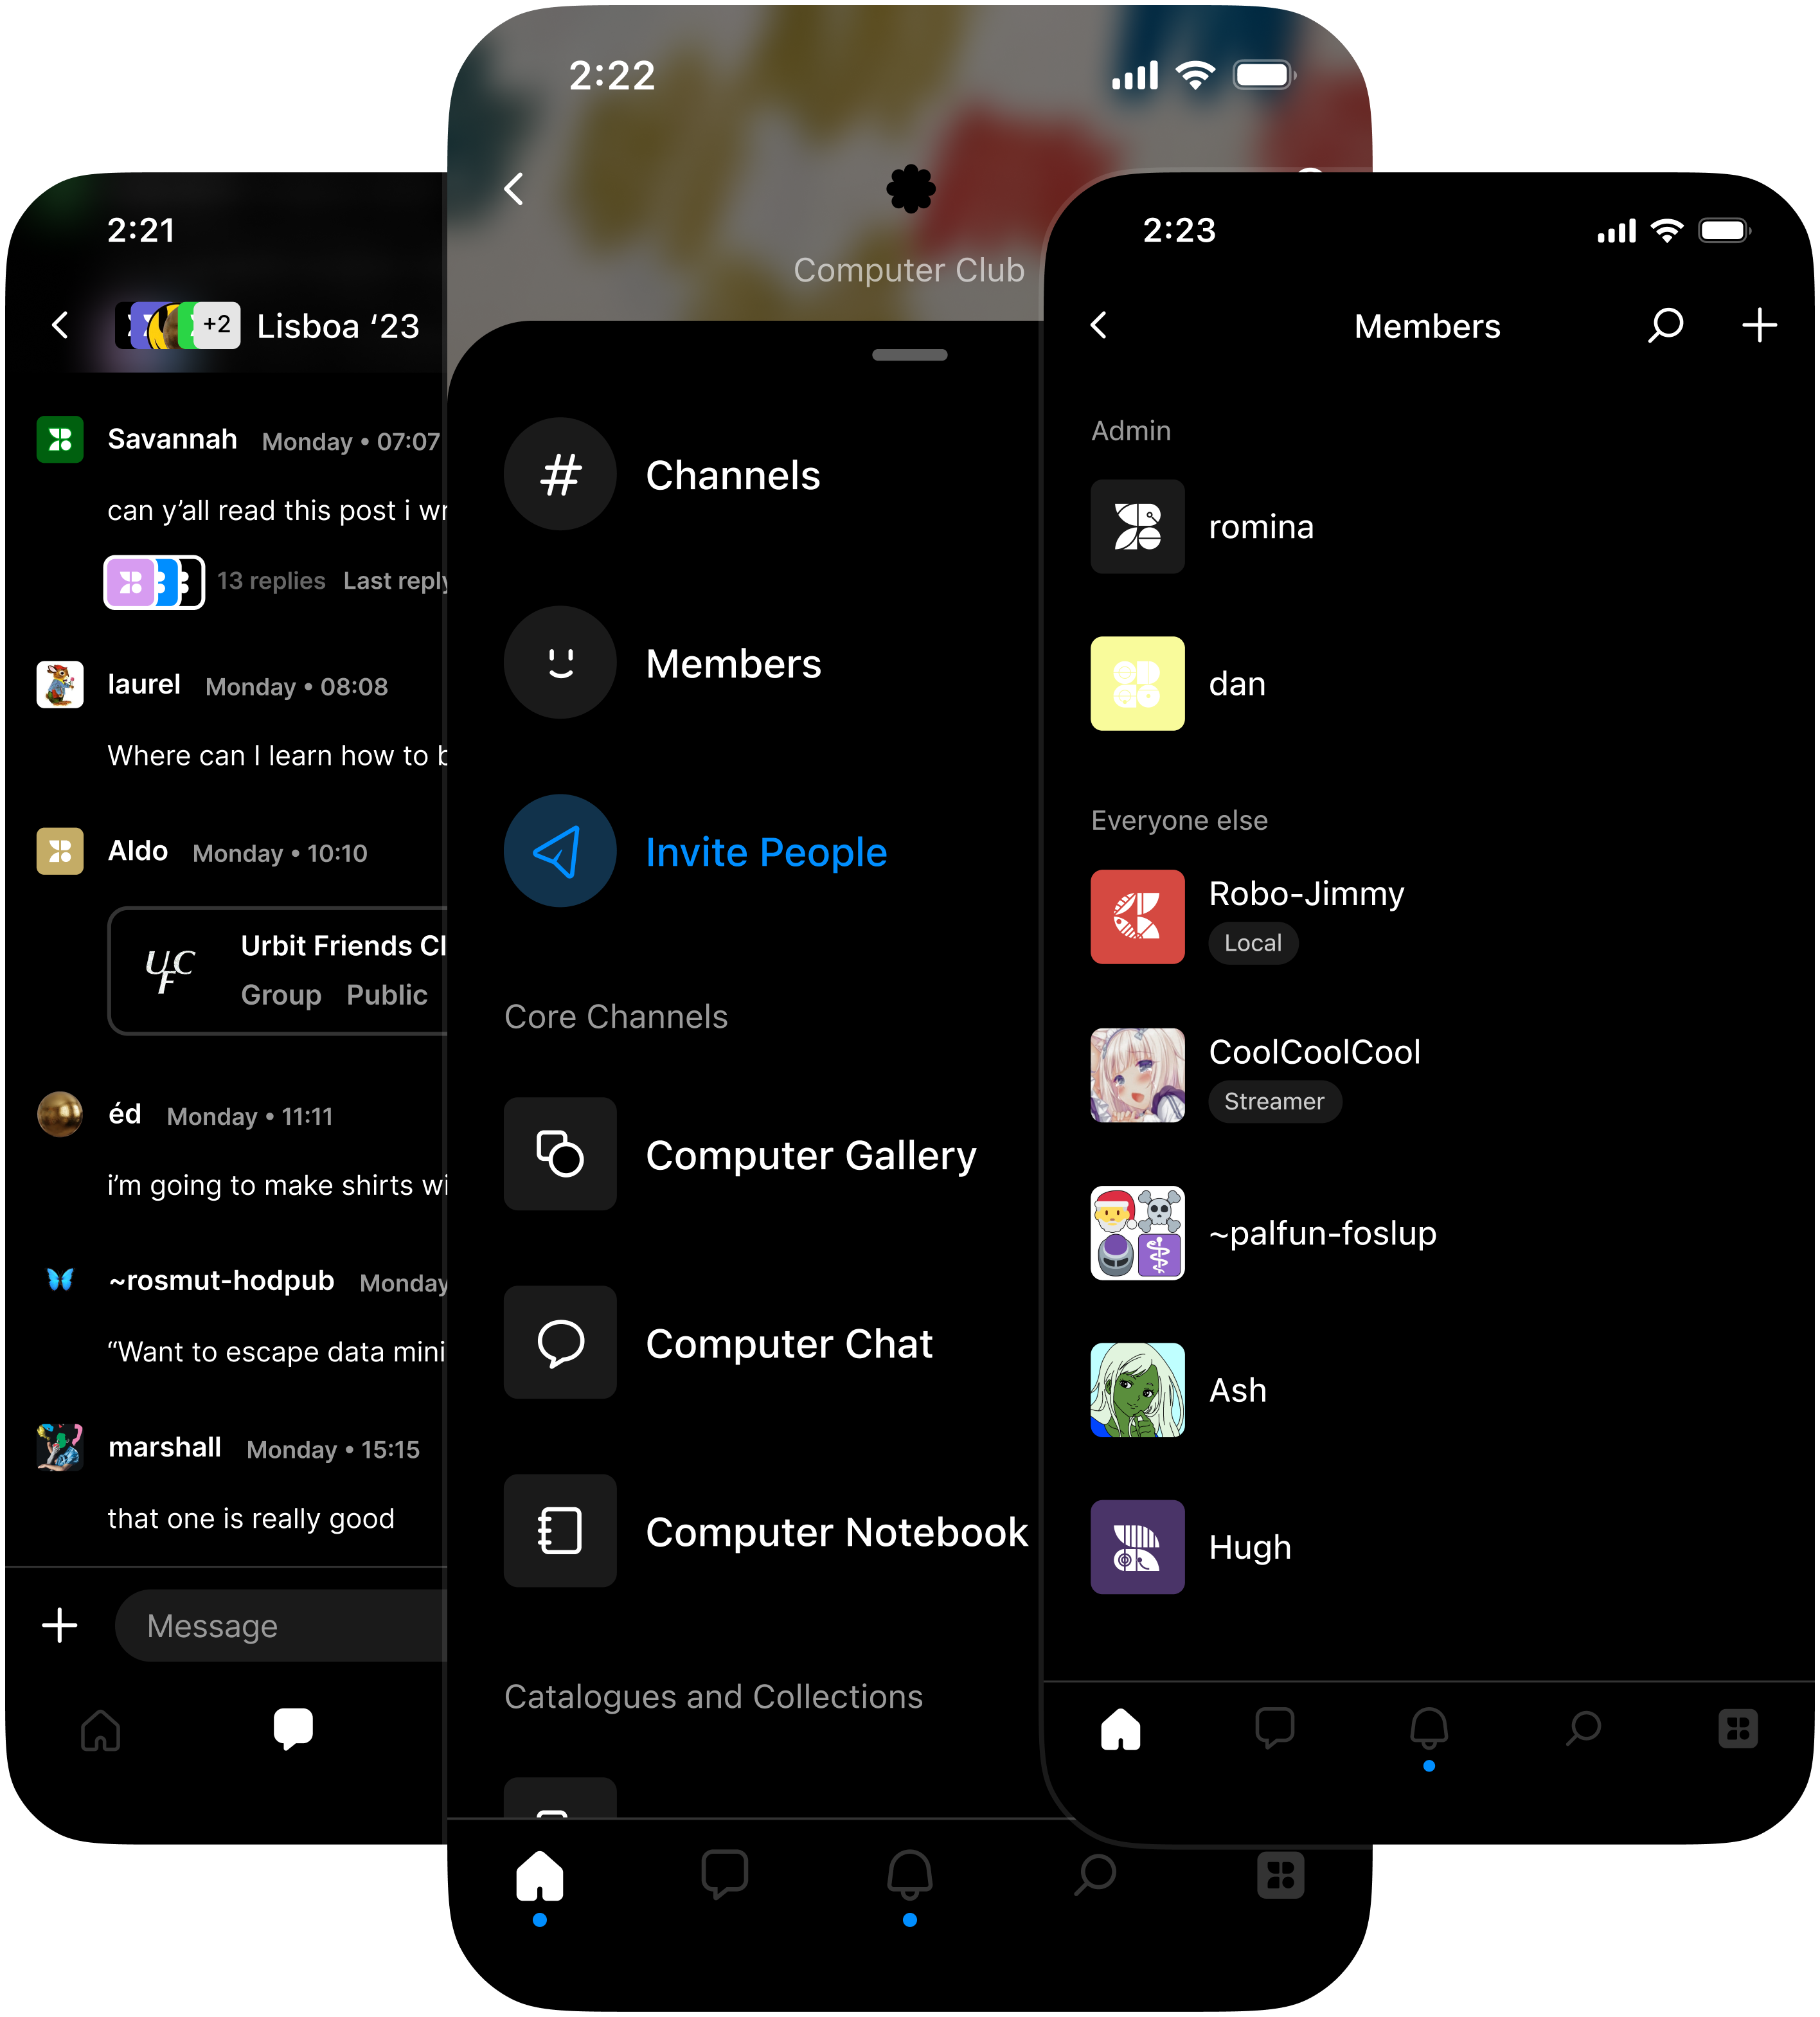 2:21
+2 Lisboa ‘23
Savannah Monday • 07:07
can y’all read this post i
13 replies Last reply
laurel Monday • 08:08
Where can I learn how to
Aldo Monday • 10:10
Urbit Friends
Group Public
UFC
éd Monday • 11:11
i’m going to make shirts
~rosmut-hodpub Monday
“Want to escape data
marshall Monday • 15:15
that one is really good
Message
2:22
Computer Club
Channels
Members
Invite People
Core Channels
Computer Gallery
Computer Chat
Computer Notebook
Catalogues and Collections
2:23
Members
Admin
romina
dan
Everyone else
Robo-Jimmy
Local
CoolCoolCool
Streamer
~palfun-foslup
Ash
Hugh